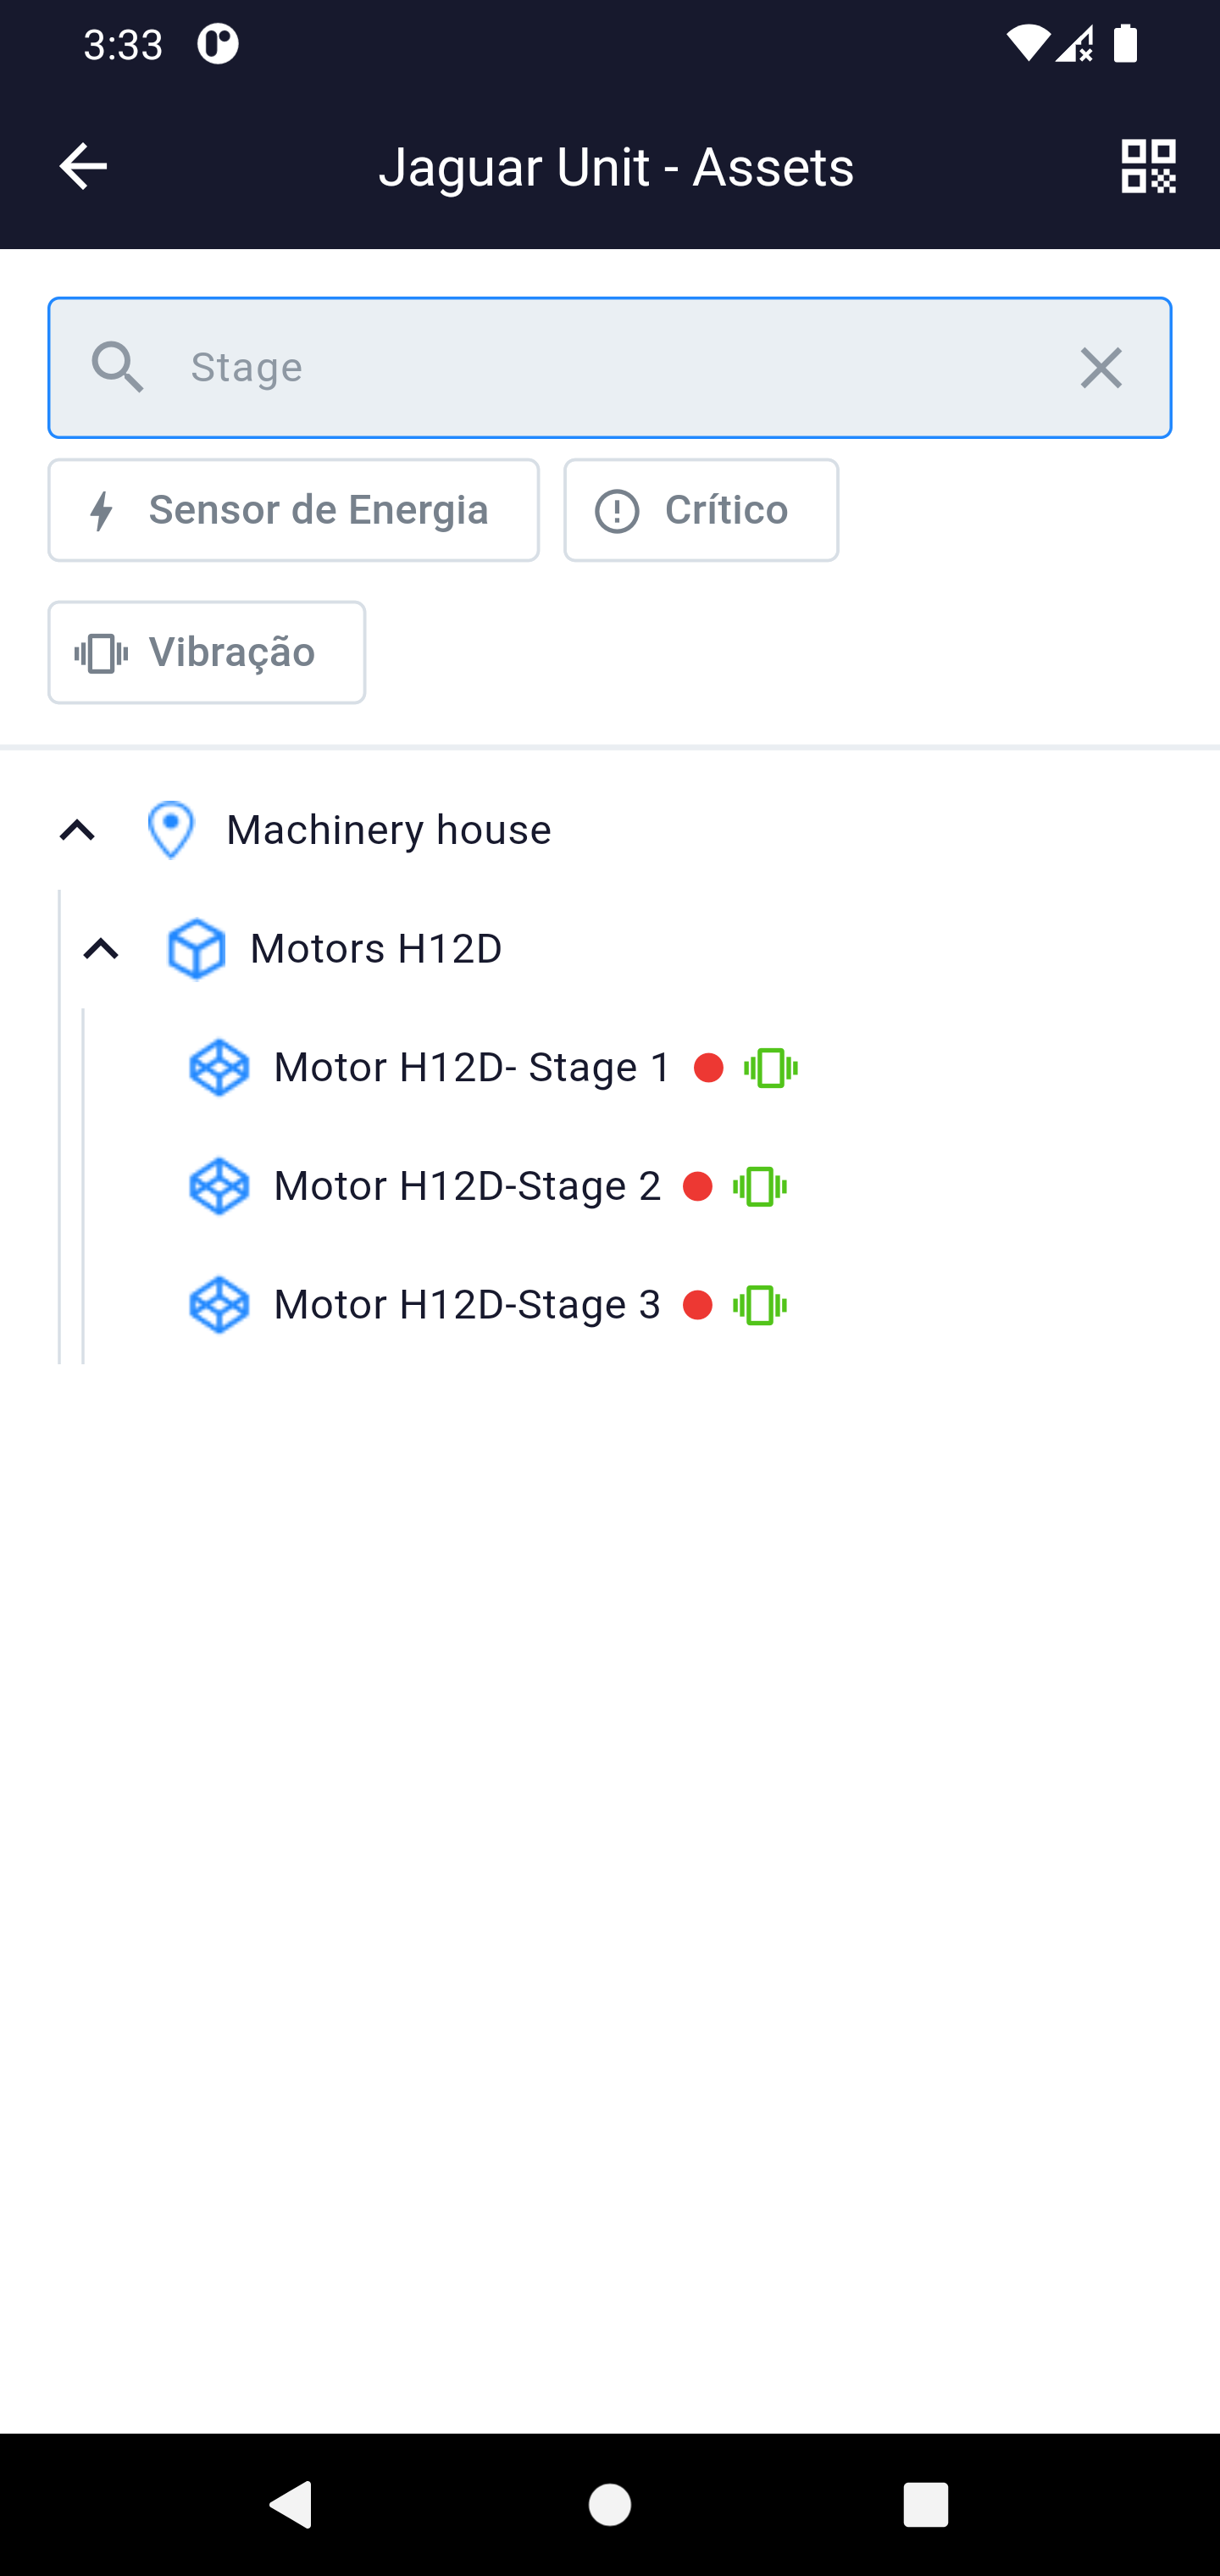 3:33
Jaguar Unit - Assets
Stage
Sensor de Energia
Crítico
Vibração
Machinery house
Motors H12D
Motor H12D- Stage 1
Motor H12D-Stage 2
Motor H12D-Stage 3